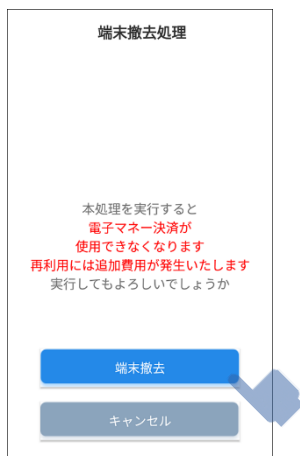 端末撤去処理
本処理を実行すると
電子マネー決済が
使用できなくなります
再利用には追加費用が発生いたします
実行してもよろしいでしょうか
端末撤去
キャンセル